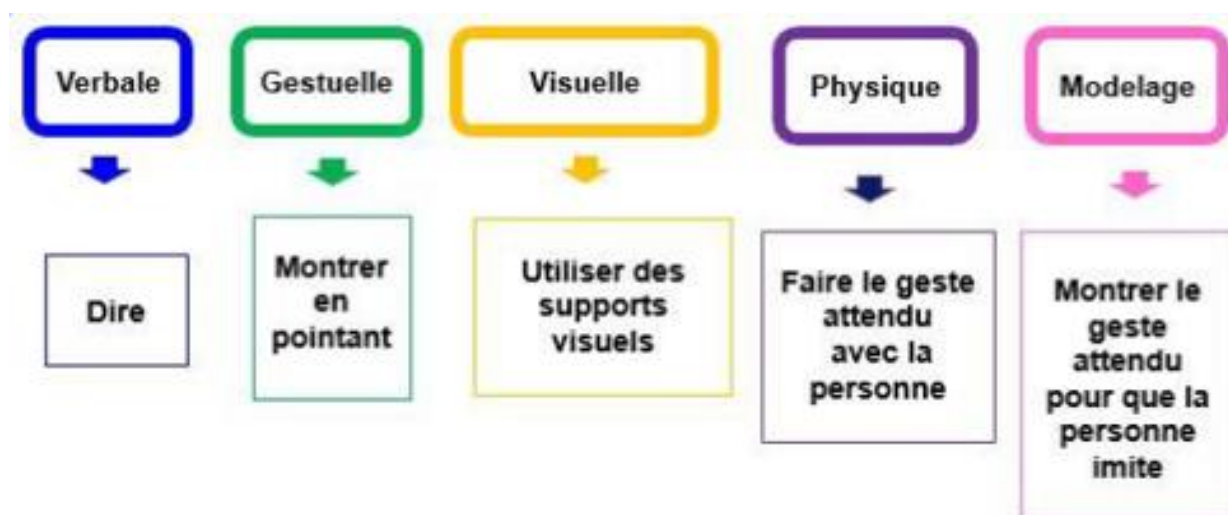 Verbale
Gestuelle
Visuelle
Physique
Modelage
Dire
Montrer
en
pointant
Utiliser des
supports
visuels
Faire le geste
attendu
avec la
personne
Montrer le
geste
attendu
pour que la
personne
imite